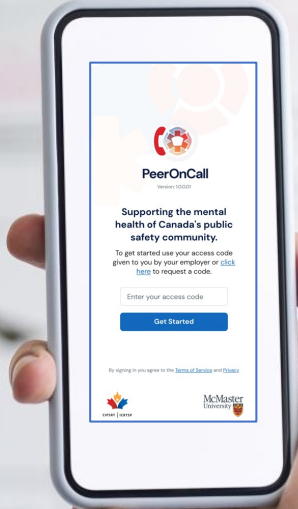 PeerOnCall
Version: 1.0.0.01
Supporting the mental
health of Canada's public
safety community.
To get started use your access code
given to you by your employer or click
here to request a code.
Enter your access code
Get Started
By signing in you agree to the Terms of Service and Privacy
CIPSRT | ICRTSP
McMaster
University